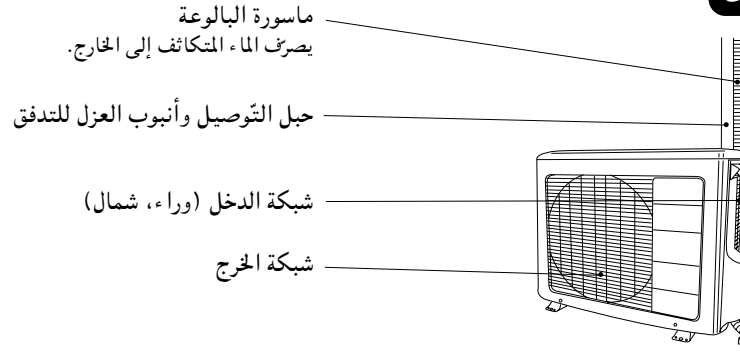 ماسورة البالوعة
يصرّف الماء المتكاثف إلى الخارج.
حبل التّوصيل وأنبوب العزل للتدفق
شبكة الدخل (وراء، شمال)
شبكة الخرج